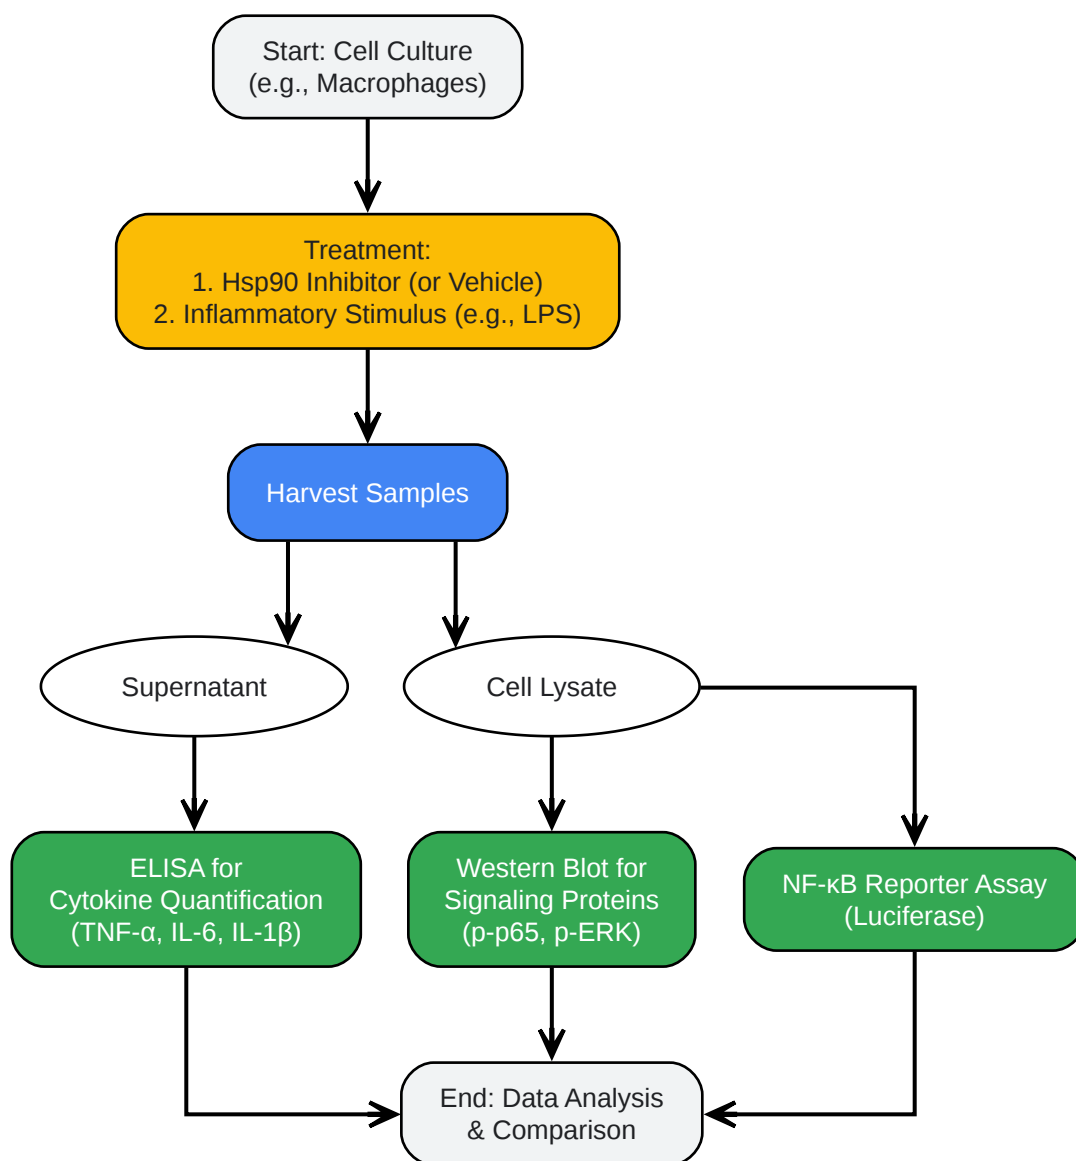 Start: Cell Culture
(e.g., Macrophages)
Treatment:
1. Hsp90 Inhibitor (or Vehicle)
2. Inflammatory Stimulus (e.g., LPS)
Harvest Samples
Supernatant
Cell Lysate
ELISA for
Cytokine Quantification
(TNF-α, IL-6, IL-1β)
Western Blot for
Signaling Proteins
(p-p65, p-ERK)
NF-κB Reporter Assay
(Luciferase)
End: Data Analysis
& Comparison